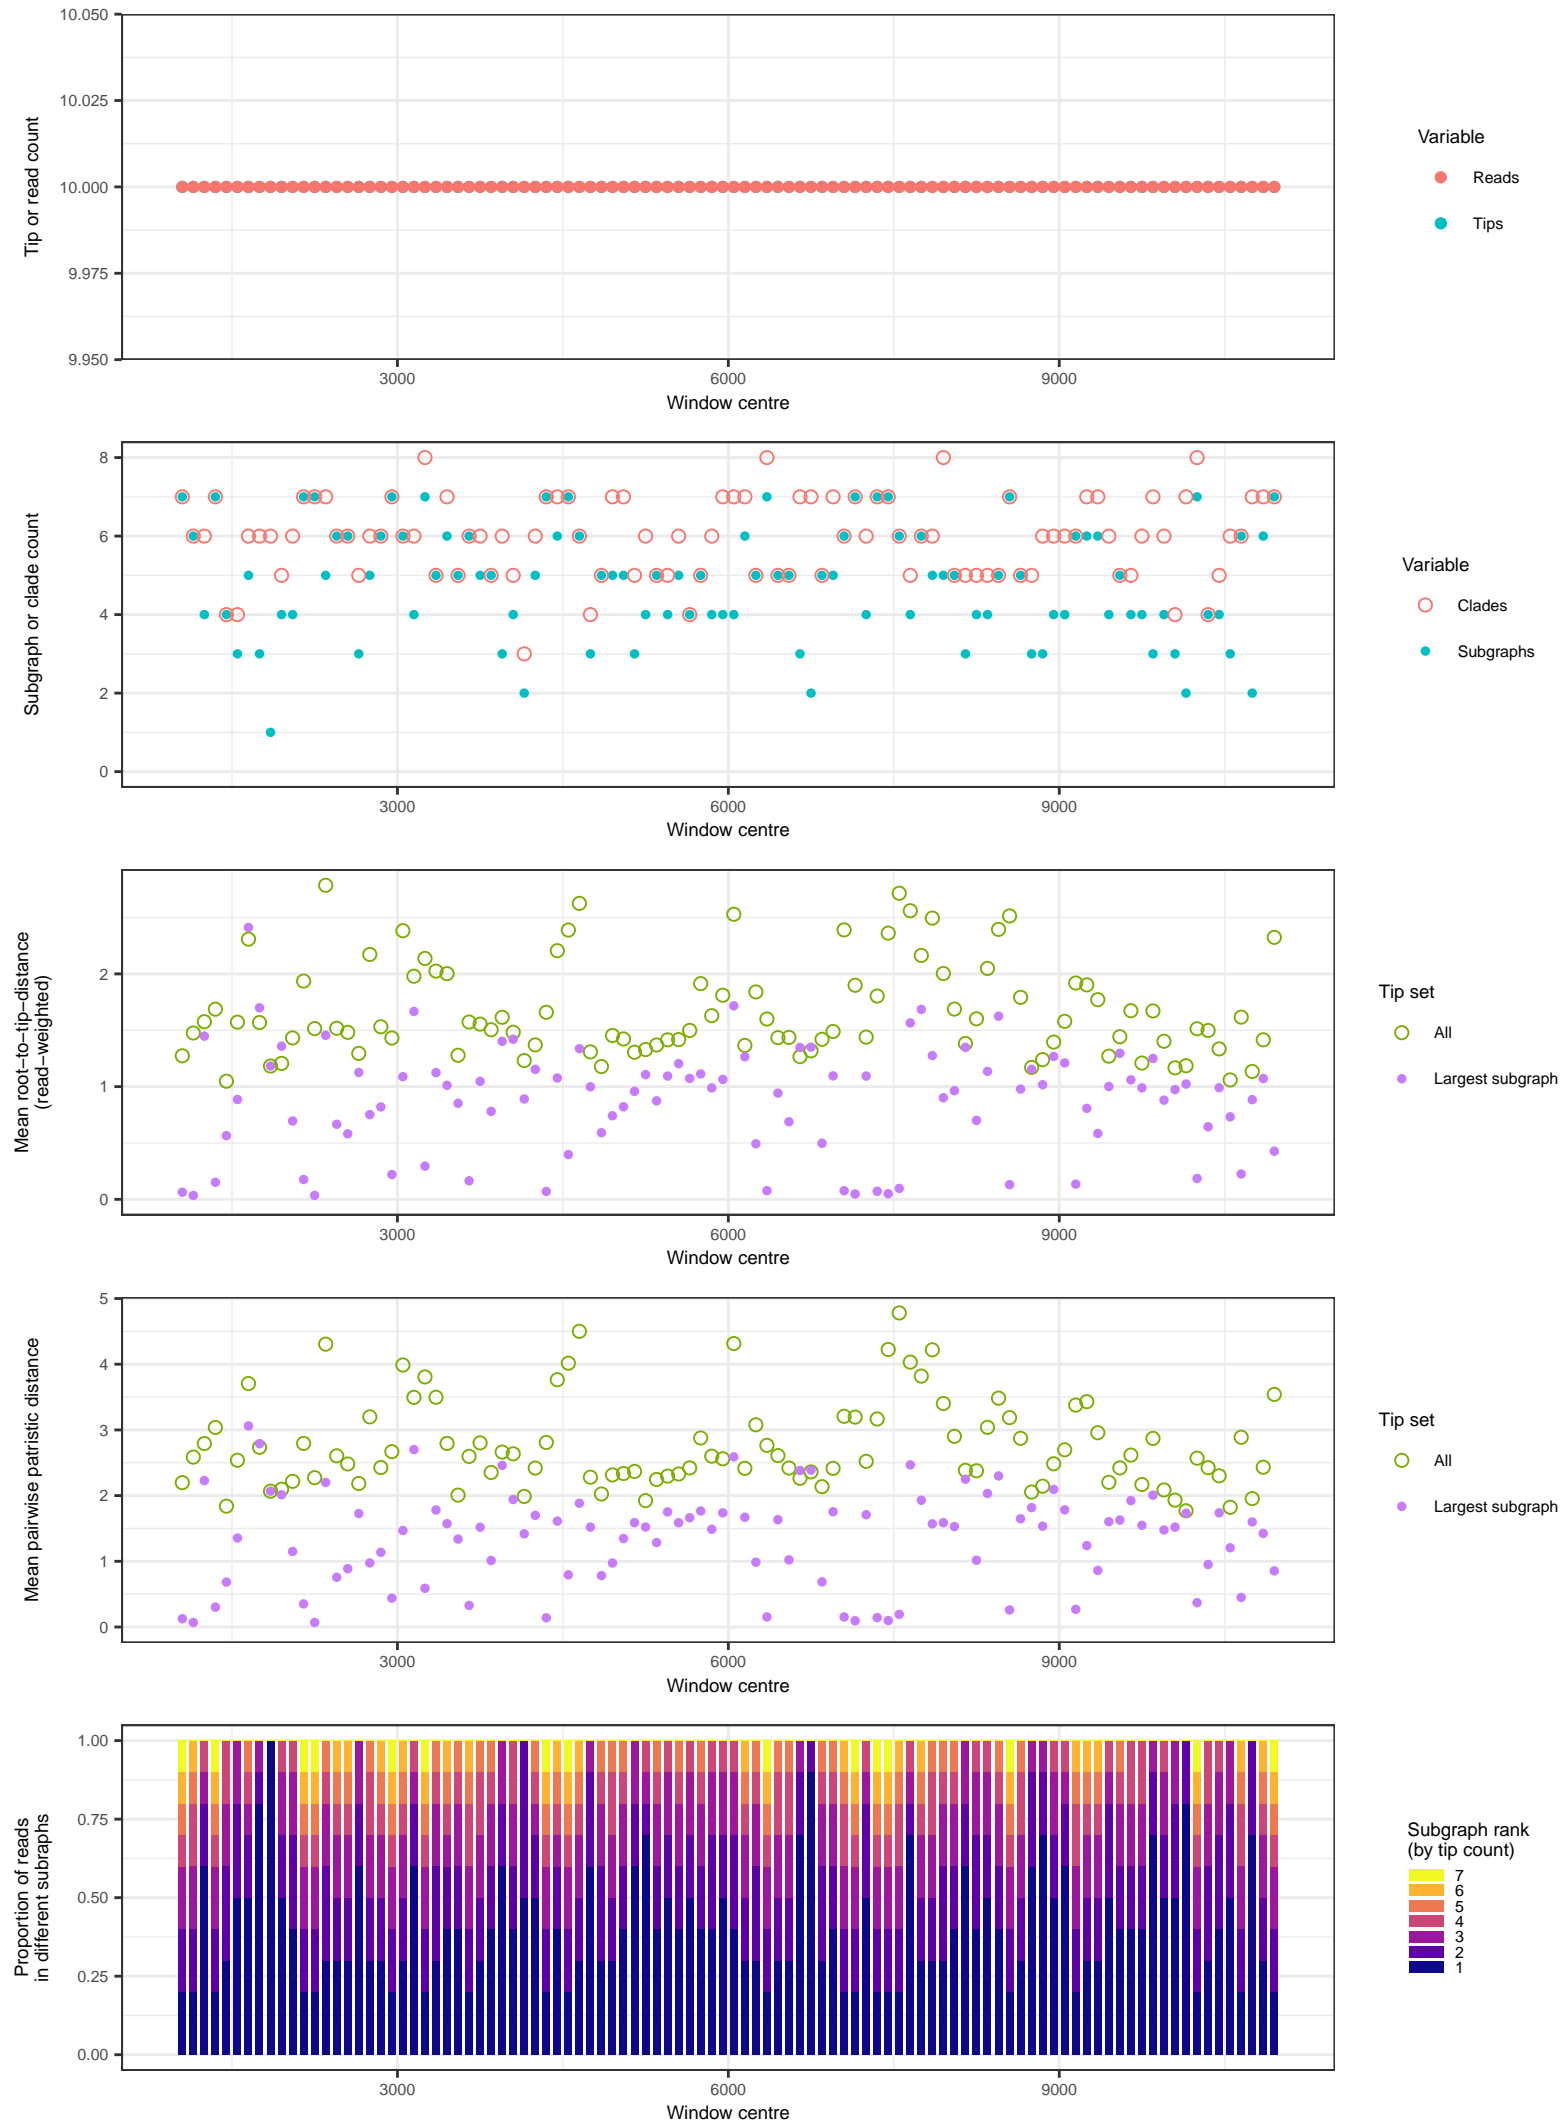 10.050
10.025
10.000
9.975
9.950
Tip or read count
3000 6000 9000
Window centre
Variable
Reads
Tips
8
6
4
2
0
Subgraph or clade count
3000 6000 9000
Window centre
Variable
Clades
Subgraphs
2
1
0
Mean root−to−tip−distance
(read−weighted)
3000 6000 9000
Window centre
Tip set
All
Largest subgraph
5
4
3
2
1
0
Mean pairwise patristic distance
3000 6000 9000
Window centre
Tip set
All
Largest subgraph
1.00
0.75
0.50
0.25
0.00
Proportion of reads
in different subraphs
3000 6000 9000
Window centre
Subgraph rank
(by tip count)
7
6
5
4
3
2
1